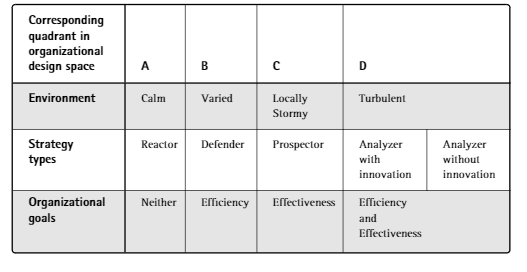 Corresponding
quadrant in
organizational
design space A B C D
Environment Calm Varied Locally Turbulent
Stormy
Strategy Reactor Defender Prospector Analyzer Analyzer
types with without
innovation innovation
Organizational Neither Efficiency Effectiveness Efficiency
goals and
Effectiveness